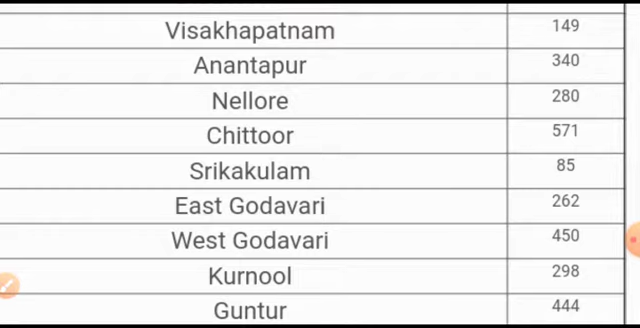 Visakhapatnam 149
Anantapur 340
Nellore 280
Chittoor 571
Srikakulam 85
East Godavari 262
West Godavari 450
Kurnool 298
Guntur 444